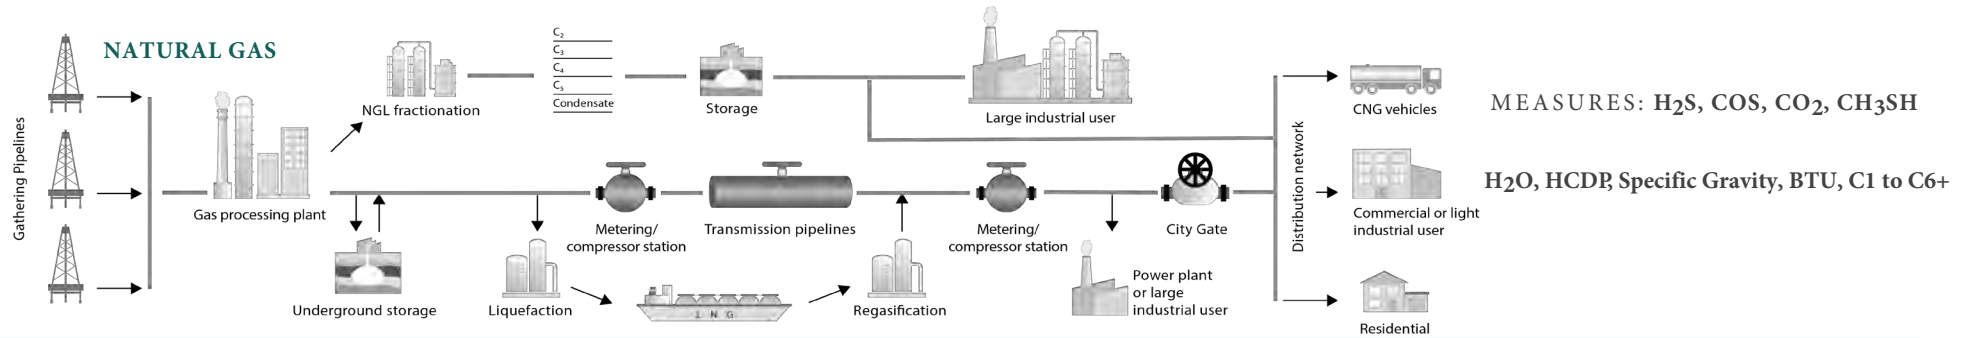 NATURAL GAS
Gathering Pipelines
Gas processing plant
NGL fractionation
C2
C3
C4
C5
Condensate
Storage
Large industrial user
Underground storage
Liquefaction
LNG
Regasification
Metering/
compressor station
Transmission pipelines
Metering/
compressor station
City Gate
Power plant
or large
industrial user
Distribution network
CNG vehicles
Commercial or light
industrial user
Residential
MEASURES: H2S, COS, CO2, CH3SH
H2O, HCDP, Specific Gravity, BTU, C1 to C6+